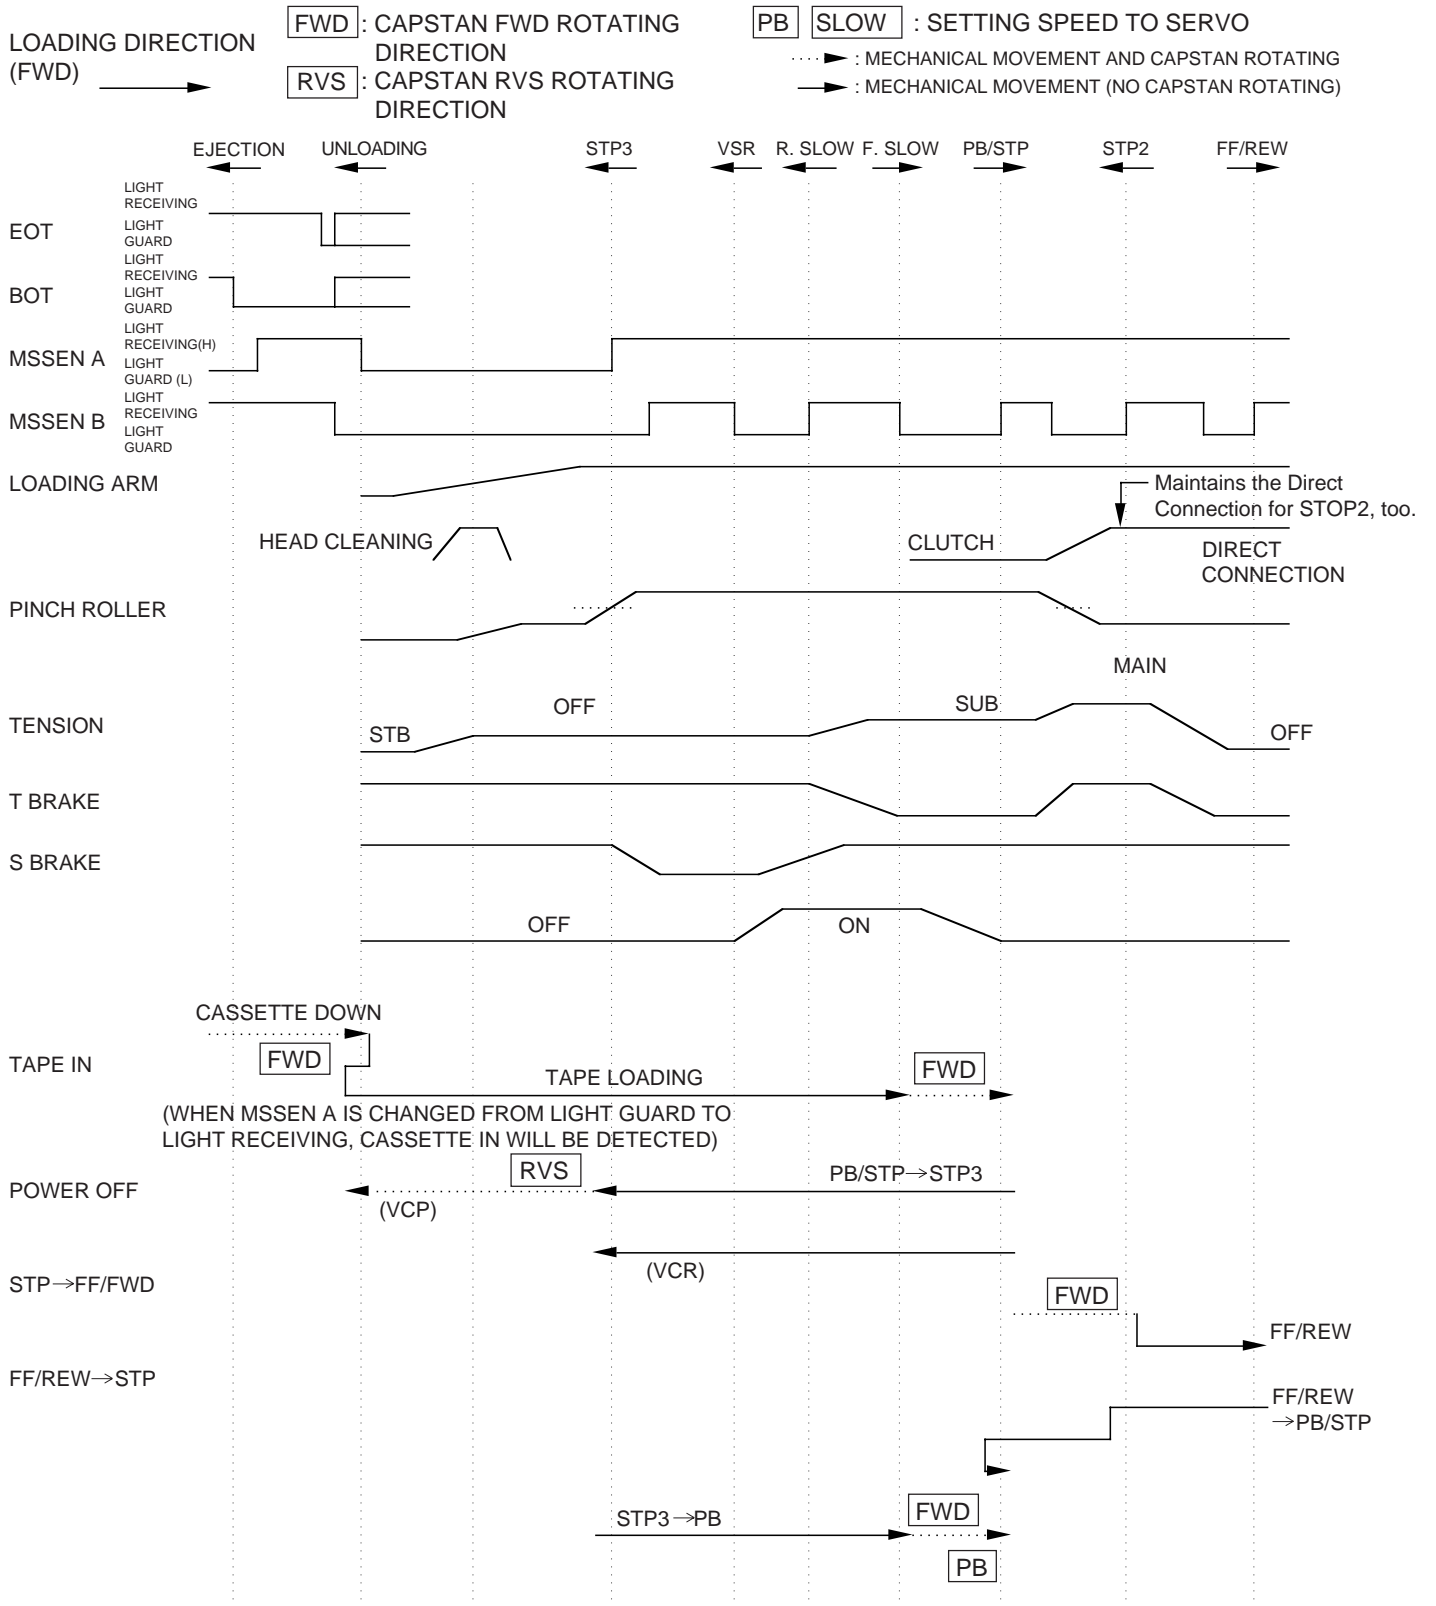 LOADING DIRECTION
(FWD)
FWD : CAPSTAN FWD ROTATING
DIRECTION
RVS : CAPSTAN RVS ROTATING
DIRECTION
PB SLOW : SETTING SPEED TO SERVO
: MECHANICAL MOVEMENT AND CAPSTAN ROTATING
: MECHANICAL MOVEMENT (NO CAPSTAN ROTATING)
EJECTION UNLOADING STP3 VSR R. SLOW F. SLOW PB/STP STP2 FF/REW
EOT
LIGHT
RECEIVING
LIGHT
GUARD
BOT
LIGHT
RECEIVING
LIGHT
GUARD
MSSEN A
LIGHT
RECEIVING(H)
LIGHT
GUARD (L)
MSSEN B
LIGHT
RECEIVING
LIGHT
GUARD
LOADING ARM
Maintains the Direct
Connection for STOP2, too.
HEAD CLEANING
CLUTCH
DIRECT
CONNECTION
PINCH ROLLER
MAIN
TENSION
STB
OFF
SUB
OFF
T BRAKE
S BRAKE
OFF
ON
CASSETTE DOWN
TAPE IN
FWD
TAPE LOADING
FWD
(WHEN MSSEN A IS CHANGED FROM LIGHT GUARD TO
LIGHT RECEIVING, CASSETTE IN WILL BE DETECTED)
POWER OFF
RVS
PB/STP→STP3
(VCP)
(VCR)
STP→FF/FWD
FWD
FF/REW
FF/REW→STP
FF/REW
→PB/STP
STP3→PB
FWD
PB